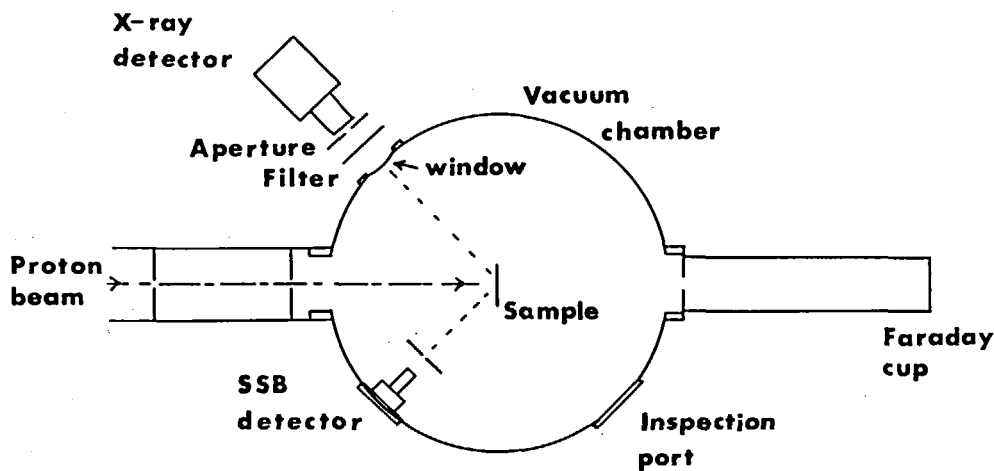 X-ray
detector
Vacuum
chamber
Aperture
Filter
window
Proton
beam
Sample
Faraday
cup
SSB
detector
Inspection
port